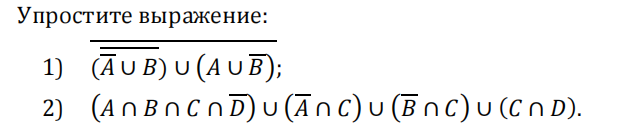 Упростите выражение:
1) $\overline{(\overline{\overline{A} \cup B}) \cup (A \cup \overline{B})}$;
2) $(A \cap B \cap C \cap \overline{D}) \cup (\overline{A} \cap C) \cup (\overline{B} \cap C) \cup (C \cap D)$.